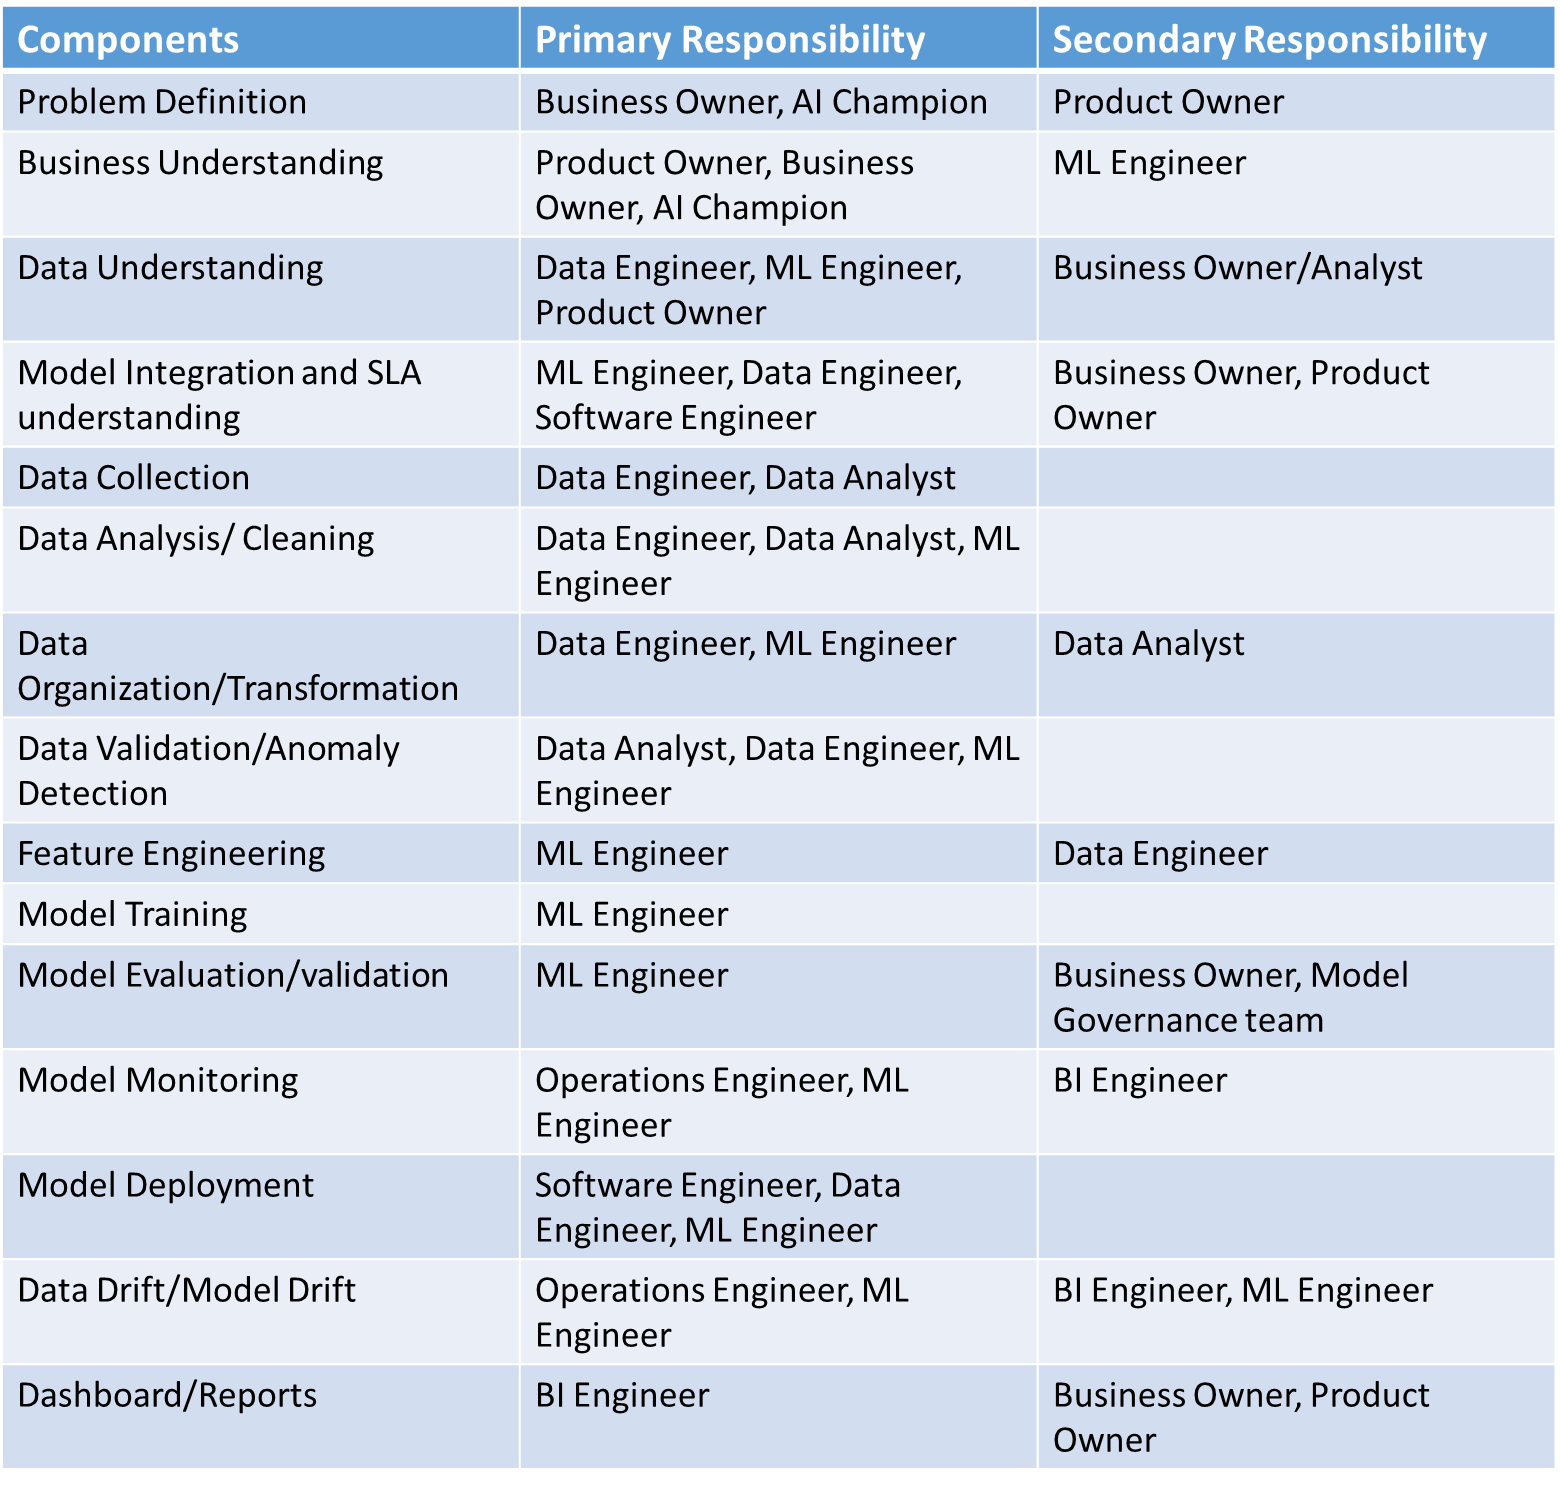 Components
Primary Responsibility
Secondary Responsibility
Problem Definition
Business Owner, AI Champion
Product Owner
Business Understanding
Product Owner, Business
Owner, AI Champion
ML Engineer
Data Understanding
Data Engineer, ML Engineer,
Product Owner
Business Owner/Analyst
Model Integration and SLA
understanding
ML Engineer, Data Engineer,
Software Engineer
Business Owner, Product
Owner
Data Collection
Data Engineer, Data Analyst
Data Analysis/ Cleaning
Data Engineer, Data Analyst, ML
Engineer
Data
Organization/Transformation
Data Engineer, ML Engineer
Data Analyst
Data Validation/Anomaly
Detection
Data Analyst, Data Engineer, ML
Engineer
Feature Engineering
ML Engineer
Data Engineer
Model Training
ML Engineer
Model Evaluation/validation
ML Engineer
Business Owner, Model
Governance team
Model Monitoring
Operations Engineer, ML
Engineer
BI Engineer
Model Deployment
Software Engineer, Data
Engineer, ML Engineer
Data Drift/Model Drift
Operations Engineer, ML
Engineer
BI Engineer, ML Engineer
Dashboard/Reports
BI Engineer
Business Owner, Product
Owner